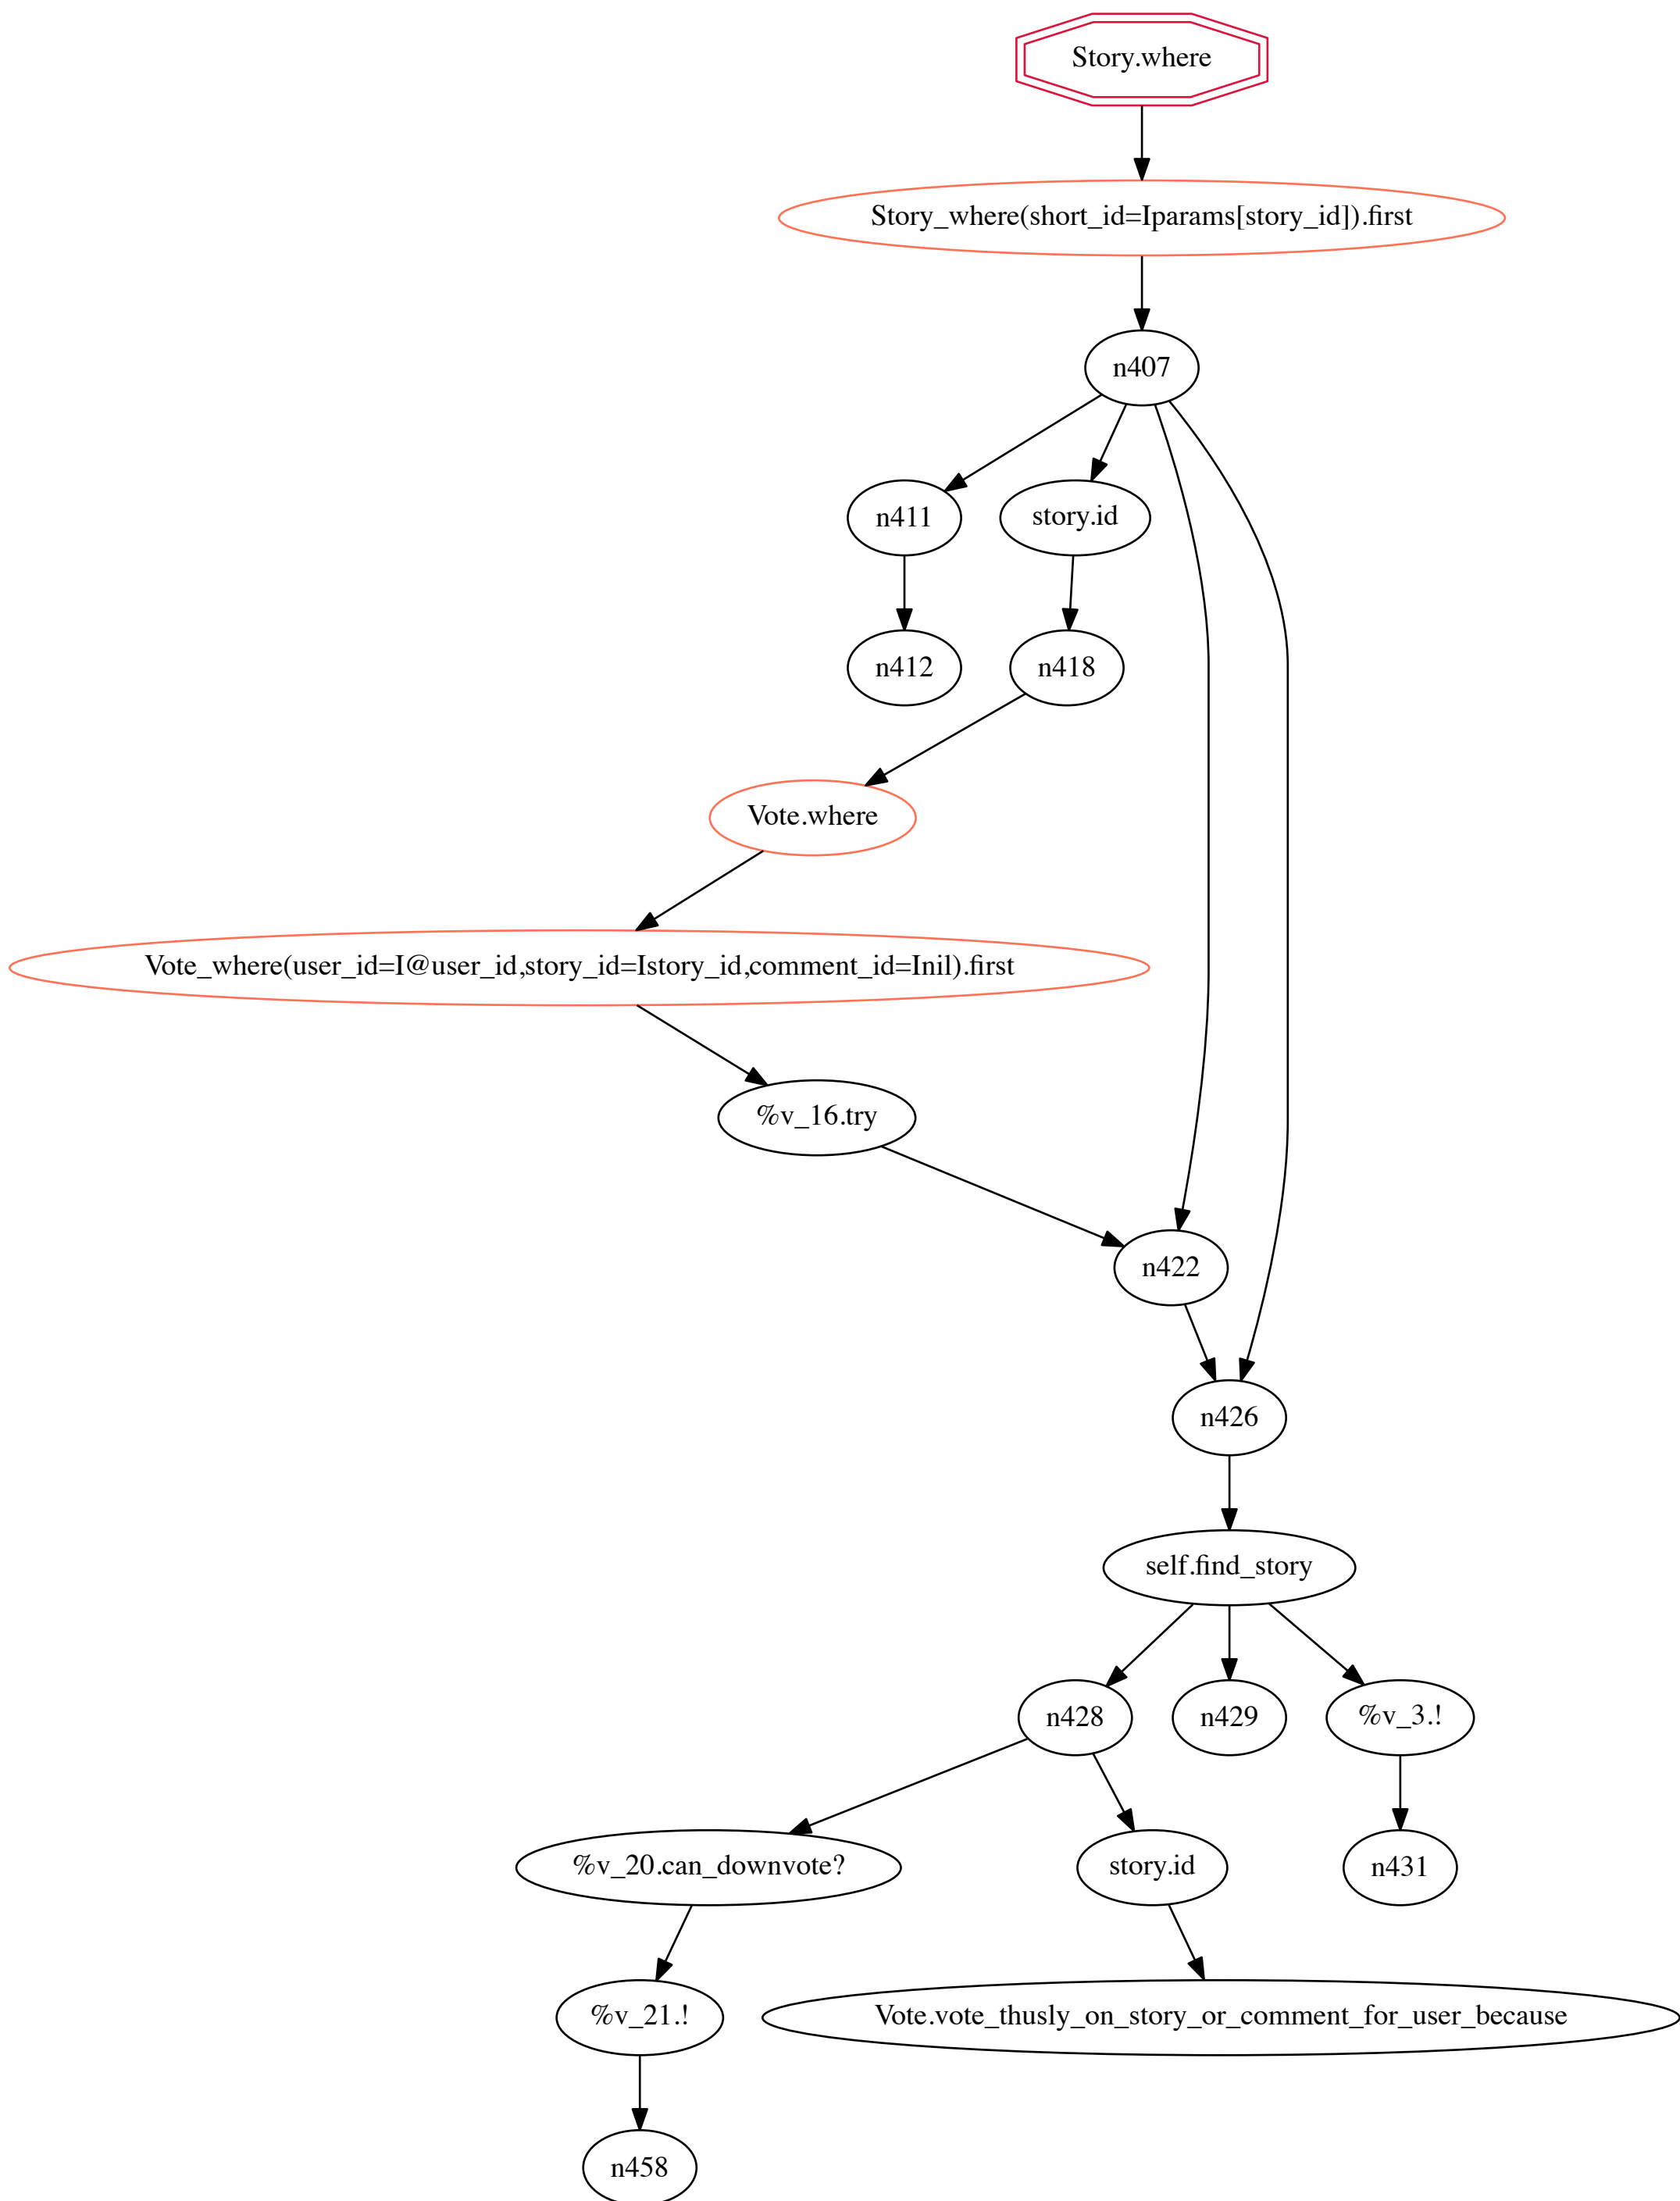 Story.where
Story_where(short_id=Iparams[story_id]).first
n407
n411
story.id
n412
n418
Vote.where
Vote_where(user_id=I@user_id,story_id=Istory_id,comment_id=Inil).first
%v_16.try
n422
n426
self.find_story
n428
n429
%v_3.!
%v_20.can_downvote?
story.id
n431
%v_21.!
Vote.vote_thusly_on_story_or_comment_for_user_because
n458